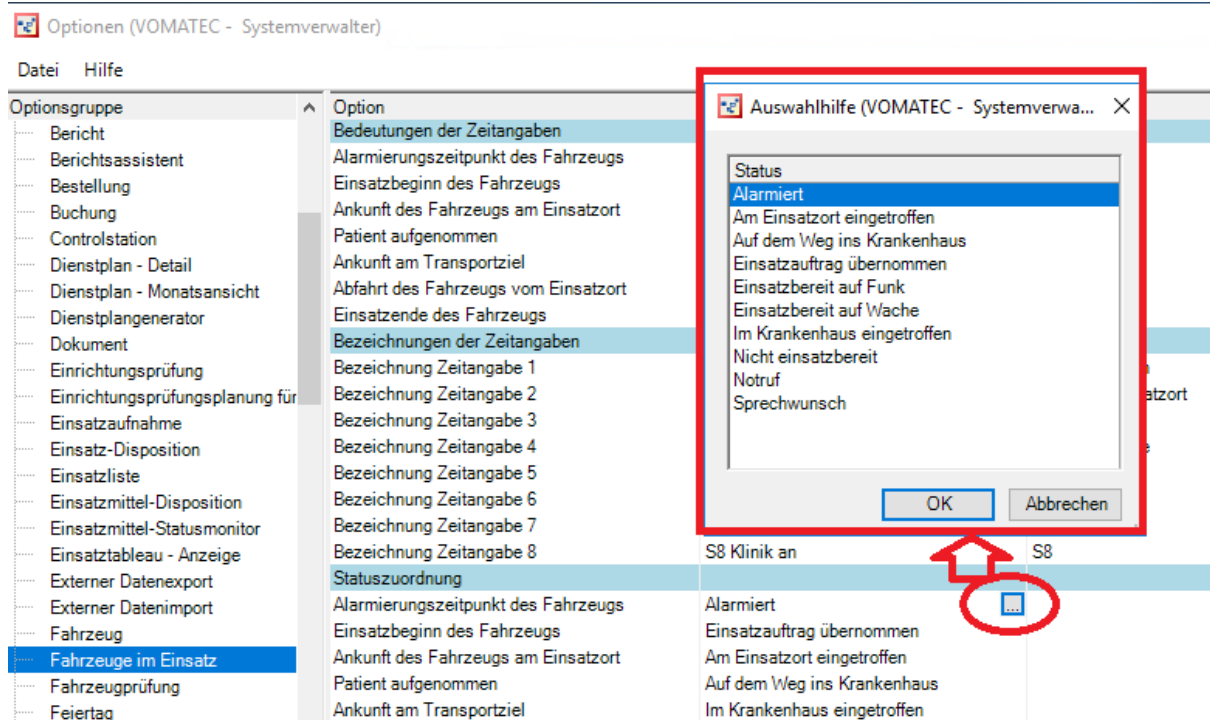 Optionen (VOMATEC - Systemverwalter)
Datei Hilfe
Optionsgruppe
Bericht
Berichtsassistent
Bestellung
Buchung
Controlstation
Dienstplan - Detail
Dienstplan - Monatsansicht
Dienstplangenerator
Dokument
Einrichtungsprüfung
Einrichtungsprüfungsplanung für
Einsatzaufnahme
Einsatz-Disposition
Einsatzliste
Einsatzmittel-Disposition
Einsatzmittel-Statusmonitor
Einsatztableau - Anzeige
Externer Datenexport
Externer Datenimport
Fahrzeug
Fahrzeuge im Einsatz
Fahrzeugprüfung
Feiertag
Option
Bedeutungen der Zeitangaben
Alarmierungszeitpunkt des Fahrzeugs
Einsatzbeginn des Fahrzeugs
Ankunft des Fahrzeugs am Einsatzort
Patient aufgenommen
Ankunft am Transportziel
Abfahrt des Fahrzeugs vom Einsatzort
Einsatzende des Fahrzeugs
Bezeichnungen der Zeitangaben
Bezeichnung Zeitangabe 1
Bezeichnung Zeitangabe 2
atzort
Bezeichnung Zeitangabe 3
Bezeichnung Zeitangabe 4
Bezeichnung Zeitangabe 5
Bezeichnung Zeitangabe 6
Bezeichnung Zeitangabe 7
Bezeichnung Zeitangabe 8 S8 Klinik an S8
Statuszuordnung
Alarmierungszeitpunkt des Fahrzeugs Alarmiert ...
Einsatzbeginn des Fahrzeugs Einsatzauftrag übernommen
Ankunft des Fahrzeugs am Einsatzort Am Einsatzort eingetroffen
Patient aufgenommen Auf dem Weg ins Krankenhaus
Ankunft am Transportziel Im Krankenhaus eingetroffen
Auswahlhilfe (VOMATEC - Systemverwa...
Status
Alarmiert
Am Einsatzort eingetroffen
Auf dem Weg ins Krankenhaus
Einsatzauftrag übernommen
Einsatzbereit auf Funk
Einsatzbereit auf Wache
Im Krankenhaus eingetroffen
Nicht einsatzbereit
Notruf
Sprechwunsch
OK Abbrechen